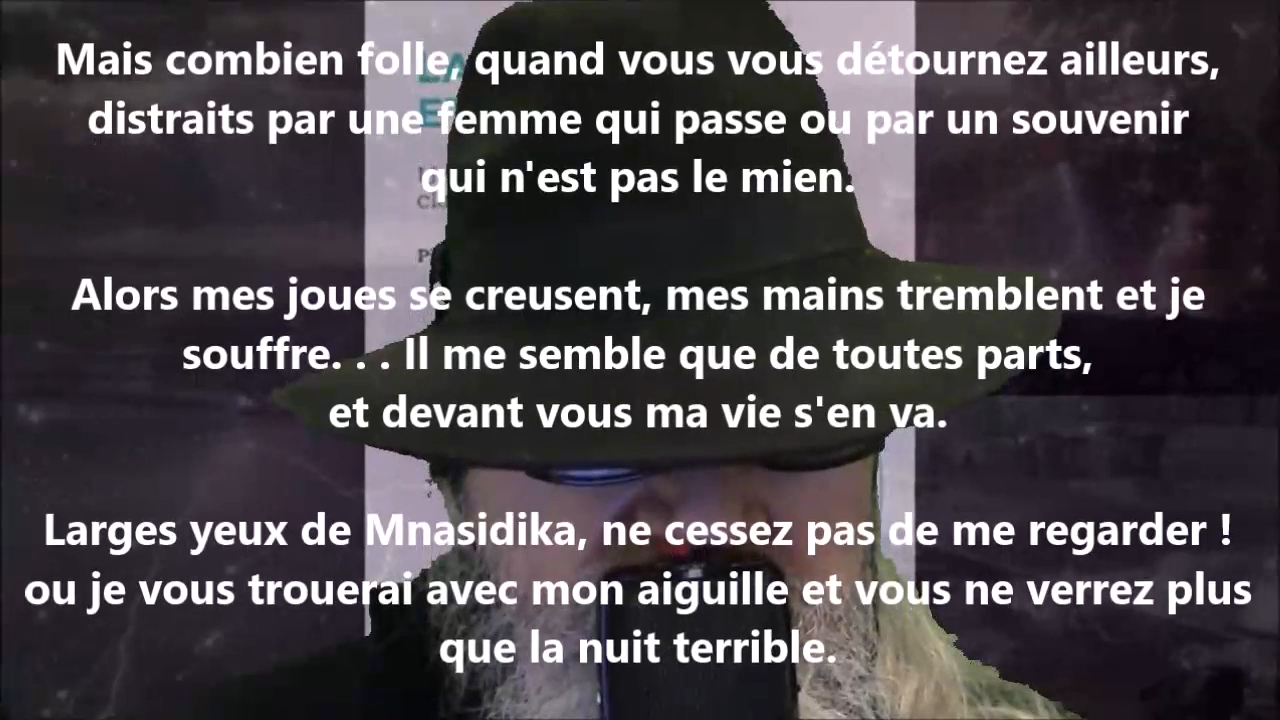 Mais combien folle, quand vous vous détournez ailleurs,
distraits par une femme qui passe ou par un souvenir
qui n'est pas le mien.
Alors mes joues se creusent, mes mains tremblent et je
souffre. . . Il me semble que de toutes parts,
et devant vous ma vie s'en va.
Larges yeux de Mnasidika, ne cessez pas de me regarder !
ou je vous trouerai avec mon aiguille et vous ne verrez plus
que la nuit terrible.